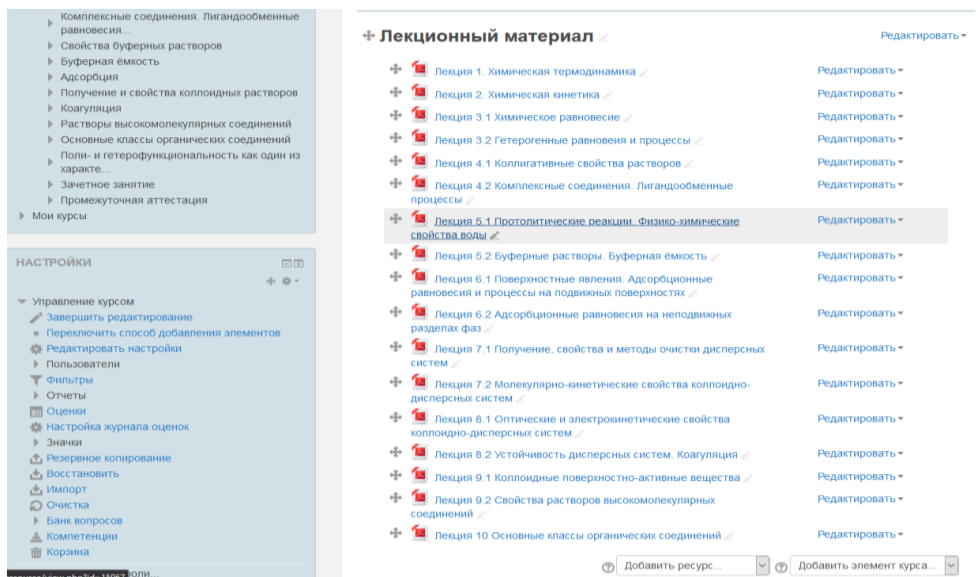 Комплексные соединения. Лигандообменные
равновесия...
Свойства буферных растворов
Буферная ёмкость
Адсорбция
Получение и свойства коллоидных растворов
Коагуляция
Растворы высокомолекулярных соединений
Основные классы органических соединений
Поли- и гетерофункциональность как один из
характе...
Зачетное занятие
Промежуточная аттестация
Мои курсы
НАСТРОЙКИ
Управление курсом
Завершить редактирование
Переключить способ добавления элементов
Редактировать настройки
Пользователи
Фильтры
Отчеты
Оценки
Настройка журнала оценок
Значки
Резервное копирование
Восстановить
Импорт
Очистка
Банк вопросов
Компетенции
Корзина
Лекционный материал
Редактировать
Лекция 1. Химическая термодинамика
Редактировать
Лекция 2. Химическая кинетика
Редактировать
Лекция 3.1 Химическое равновесие
Редактировать
Лекция 3.2 Гетерогенные равновеия и процессы
Редактировать
Лекция 4.1 Коллигативные свойства растворов
Редактировать
Лекция 4.2 Комплексные соединения. Лигандообменные
процессы
Редактировать
Лекция 5.1 Протолитические реакции. Физико-химические
свойства воды
Редактировать
Лекция 5.2 Буферные растворы. Буферная ёмкость
Редактировать
Лекция 6.1 Поверхностные явления. Адсорбционные
равновесия и процессы на подвижных поверхностях
Редактировать
Лекция 6.2 Адсорбционные равновесия на неподвижных
разделах фаз
Редактировать
Лекция 7.1 Получение, свойства и методы очистки дисперсных
систем
Редактировать
Лекция 7.2 Молекулярно-кинетические свойства коллоидно-
дисперсных систем
Редактировать
Лекция 8.1 Оптические и электрокинетические свойства
коллоидно-дисперсных систем
Редактировать
Лекция 8.2 Устойчивость дисперсных систем. Коагуляция
Редактировать
Лекция 9.1 Коллоидные поверхностно-активные вещества
Редактировать
Лекция 9.2 Свойства растворов высокомолекулярных
соединений
Редактировать
Лекция 10 Основные классы органических соединений
Редактировать
Добавить ресурс...
Добавить элемент курса...